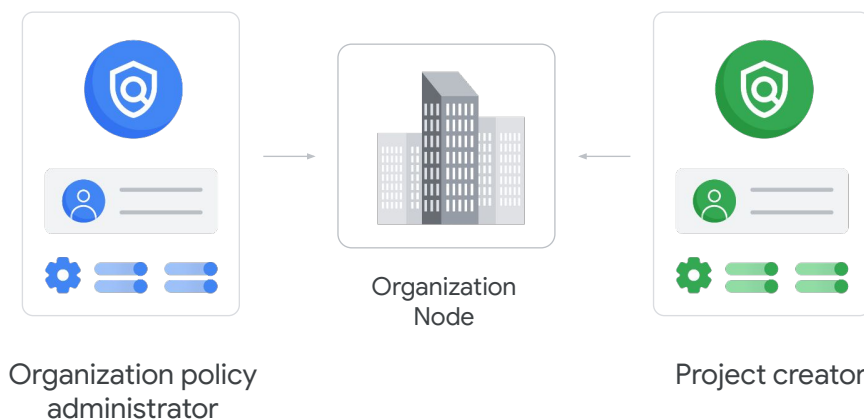 Organization
Node
Organization policy
administrator
Project creator